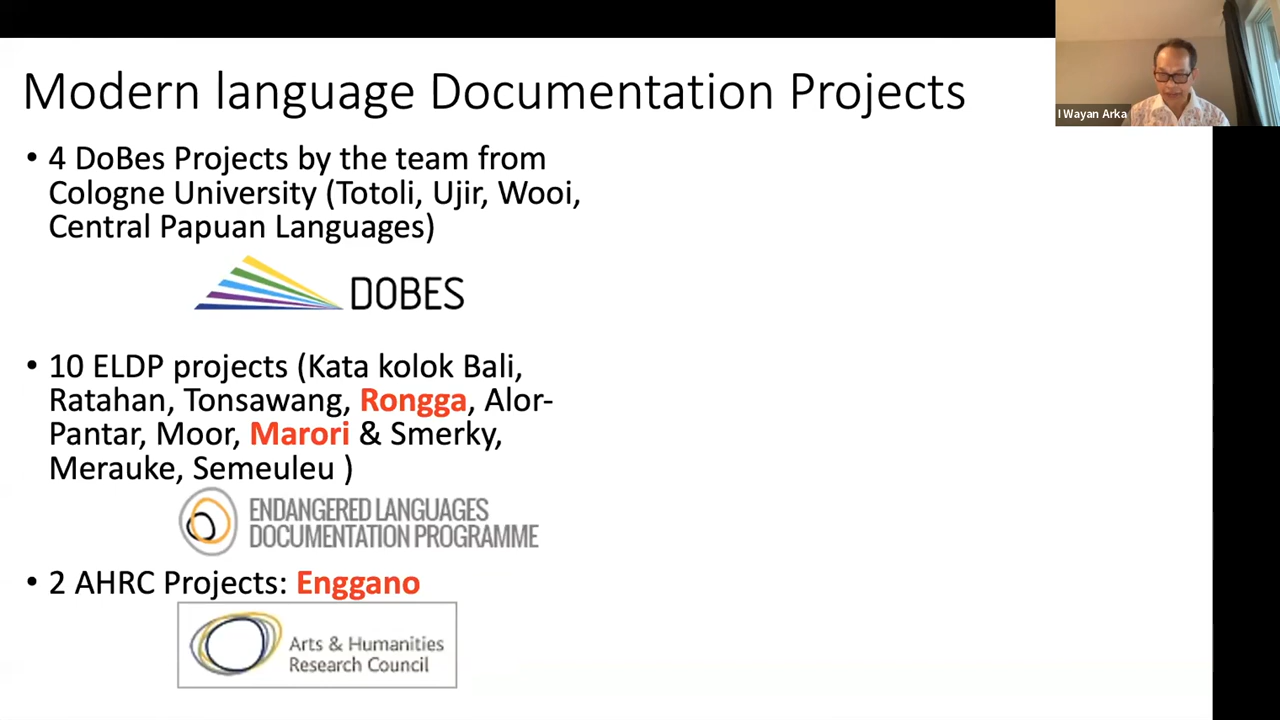 Modern language Documentation Projects
I Wayan Arka
• 4 DoBes Projects by the team from
Cologne University (Totoli, Ujir, Wooi,
Central Papuan Languages)
DOBES
• 10 ELDP projects (Kata kolok Bali,
Ratahan, Tonsawang, Rongga, Alor-
Pantar, Moor, Marori & Smerky,
Merauke, Semeuleu )
ENDANGERED LANGUAGES
DOCUMENTATION PROGRAMME
• 2 AHRC Projects: Enggano
Arts & Humanities
Research Council